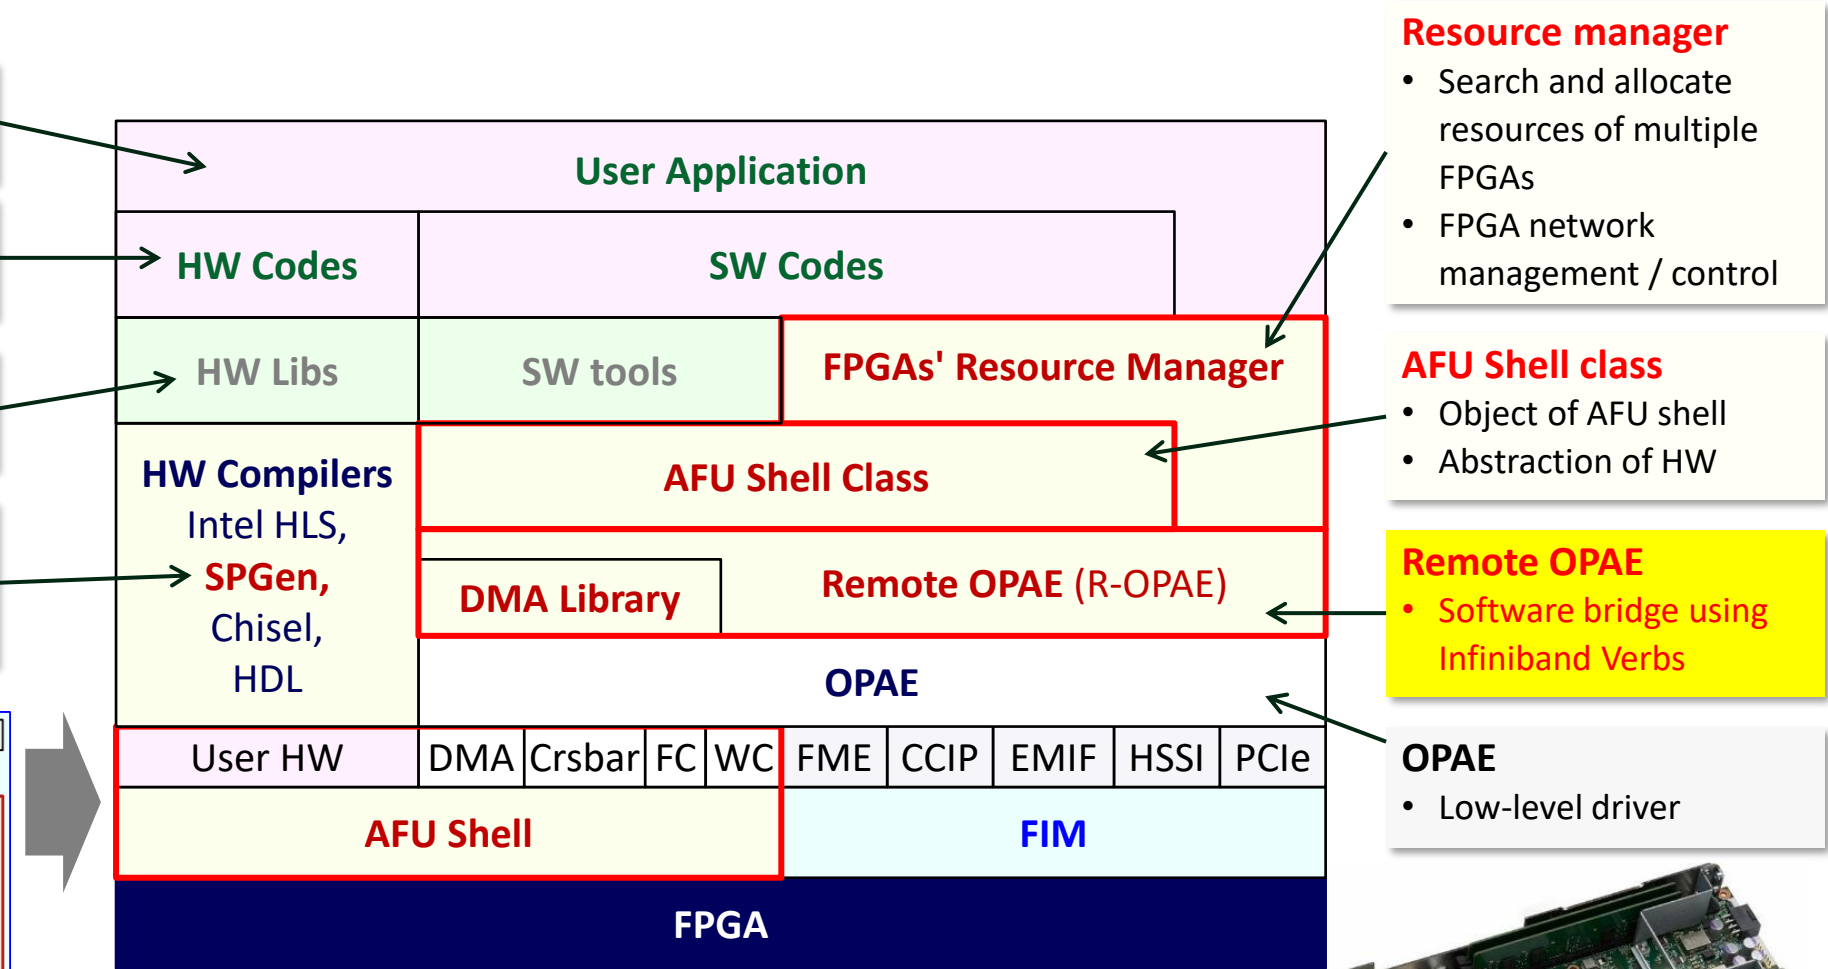 User Application
HW Codes
SW Codes
HW Libs
SW tools
FPGAs' Resource Manager
HW Compilers
Intel HLS,
SPGen,
Chisel,
HDL
AFU Shell Class
DMA Library
Remote OPAE (R-OPAE)
OPAE
User HW
DMA
Crsbar
FC
WC
FME
CCIP
EMIF
HSSI
PCIe
AFU Shell
FIM
FPGA
Resource manager
• Search and allocate
resources of multiple
FPGAs
• FPGA network
management / control
AFU Shell class
• Object of AFU shell
• Abstraction of HW
Remote OPAE
• Software bridge using
Infiniband Verbs
OPAE
• Low-level driver